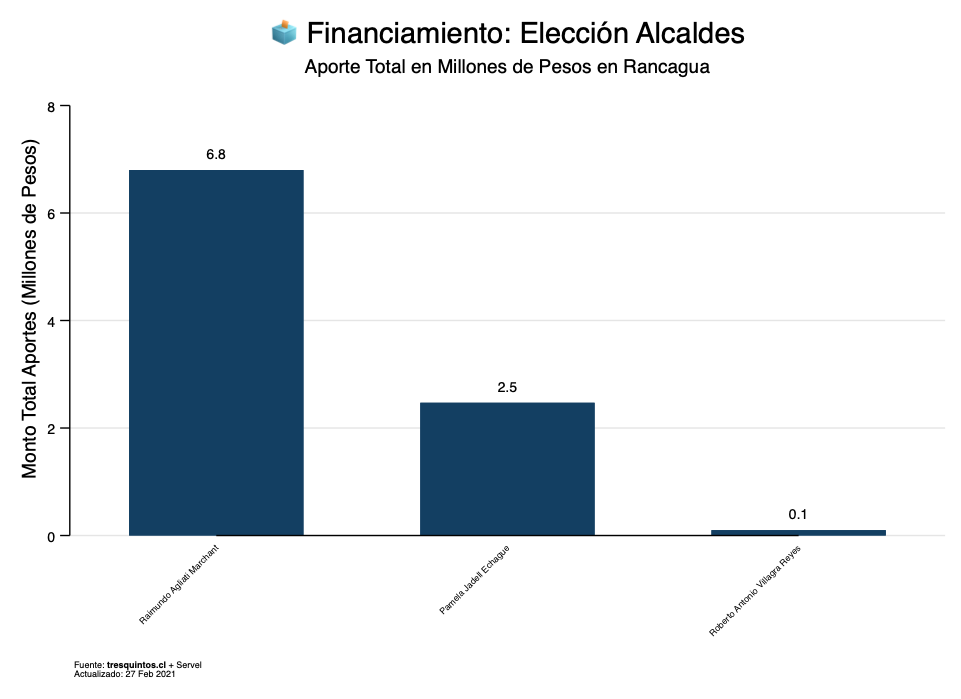 Financiamiento: Elección Alcaldes
Aporte Total en Millones de Pesos en Rancagua
Monto Total Aportes (Millones de Pesos)
8
6
4
2
0
6.8
2.5
0.1
Raimundo Agliati Marchant
Pamela Jadell Echague
Roberto Antonio Villagra Reyes
Fuente: tresquintos.cl + Servel
Actualizado: 27 Feb 2021